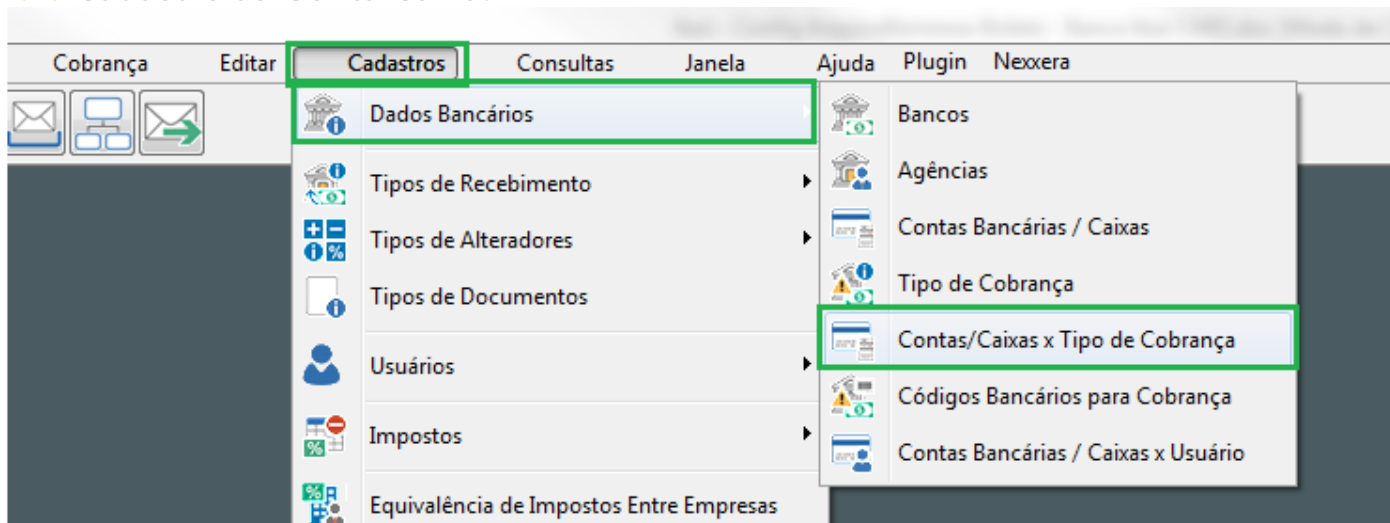 Cobrança Editar Cadastros Consultas Janela Ajuda Plugin Nexxera
Dados Bancários
Tipos de Recebimento
Tipos de Alteradores
Tipos de Documentos
Usuários
Impostos
Equivalência de Impostos Entre Empresas
Bancos
Agências
Contas Bancárias / Caixas
Tipo de Cobrança
Contas/Caixas x Tipo de Cobrança
Códigos Bancários para Cobrança
Contas Bancárias / Caixas x Usuário